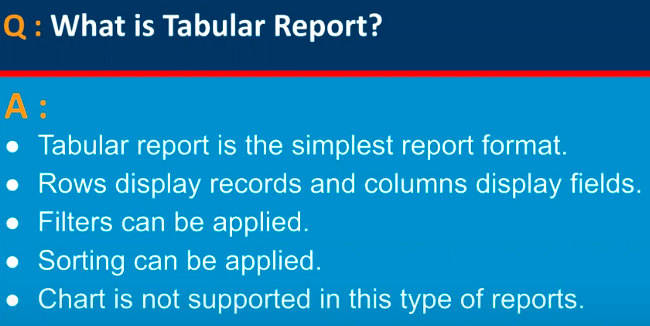 Q : What is Tabular Report?
A :
● Tabular report is the simplest report format.
● Rows display records and columns display fields.
● Filters can be applied.
● Sorting can be applied.
● Chart is not supported in this type of reports.